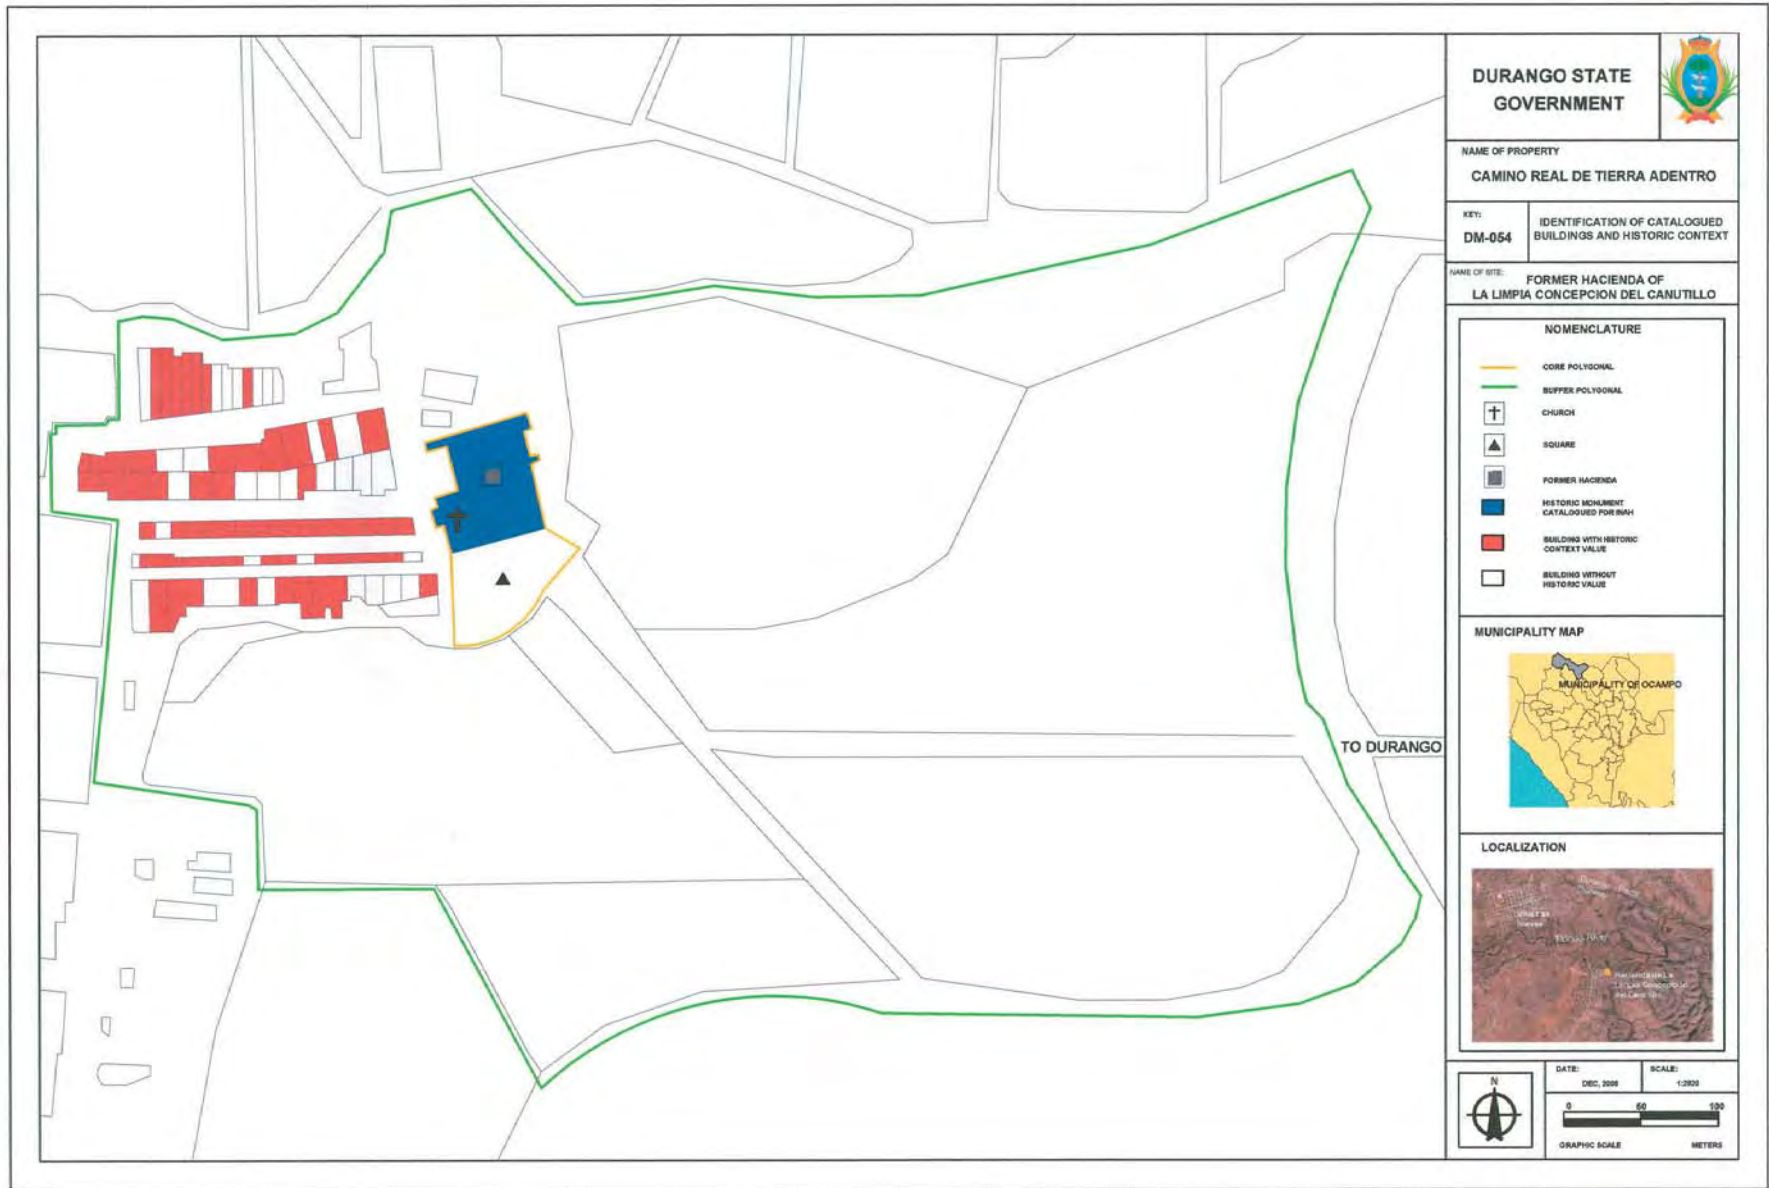 DURANGO STATE
GOVERNMENT
NAME OF PROPERTY
CAMINO REAL DE TIERRA ADENTRO
KEY:
DM-054
IDENTIFICATION OF CATALOGUED
BUILDINGS AND HISTORIC CONTEXT
NAME OF SITE:
FORMER HACIENDA OF
LA LIMPIA CONCEPCION DEL CANUTILLO
NOMENCLATURE
CORE POLYGONAL
BUFFER POLYGONAL
CHURCH
SQUARE
FORMER HACIENDA
HISTORIC MONUMENT
CATALOGUED FOR INAH
BUILDING WITH HISTORIC
CONTEXT VALUE
BUILDING WITHOUT
HISTORIC VALUE
MUNICIPALITY MAP
MUNICIPALITY OF OCAMPO
TO DURANGO
LOCALIZATION
N
DATE:
DEC,
SCALE:
0 50 100
GRAPHIC SCALE METERS